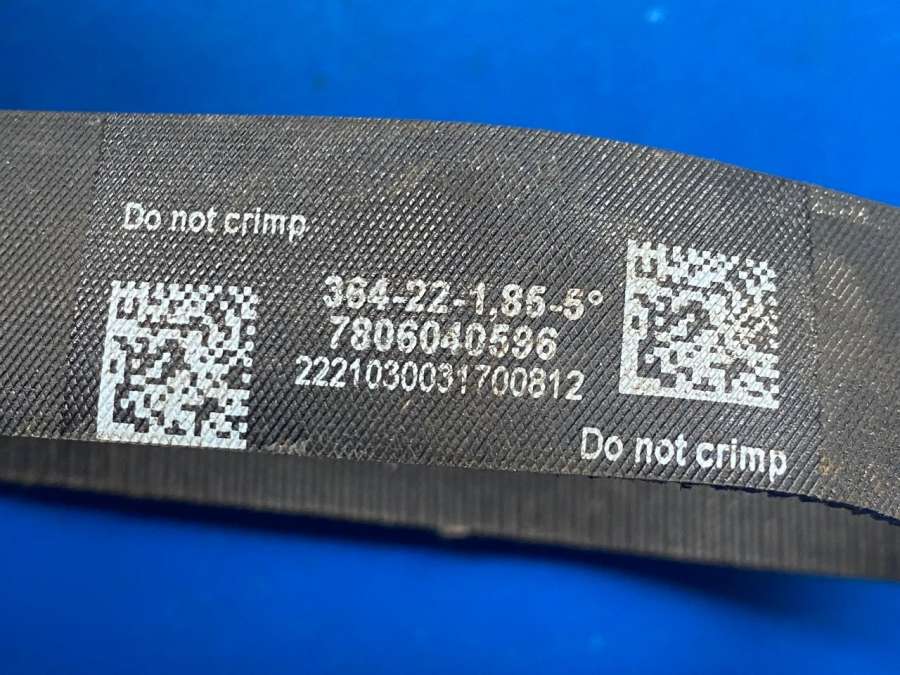 Do not crimp
364-22-1,85-5°
7806040596
2221030031700812
Do not crimp